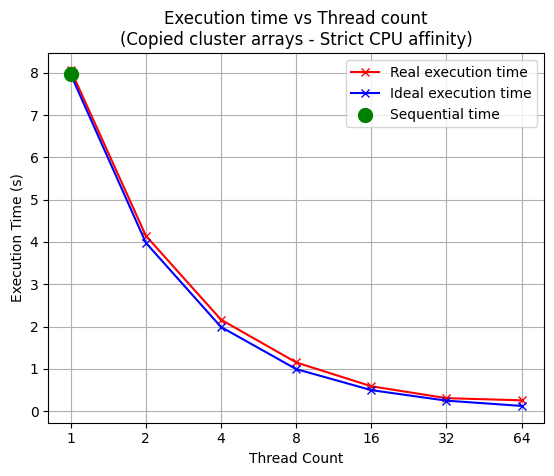 Execution time vs Thread count
(Copied cluster arrays - Strict CPU affinity)
Real execution time
Ideal execution time
Sequential time
Execution Time (s)
8
7
6
5
4
3
2
1
0
1 2 4 8 16 32 64
Thread Count